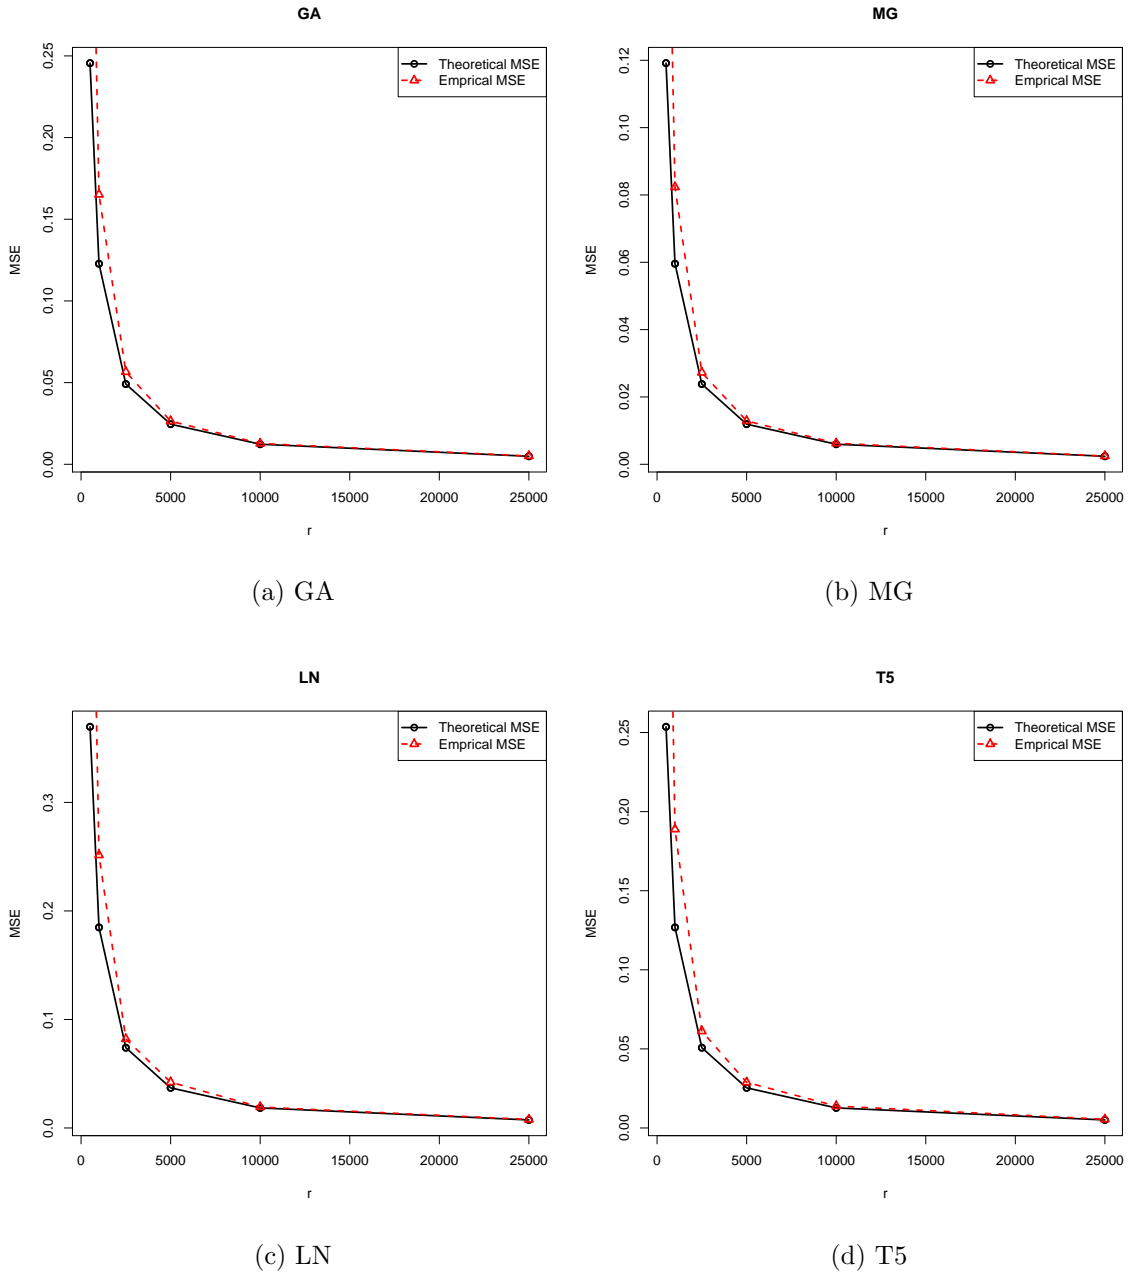 GA
Theoretical MSE
Emprical MSE
MSE
0.00 0.05 0.10 0.15 0.20 0.25
0 5000 10000 15000 20000 25000
r
(a) GA
MG
Theoretical MSE
Emprical MSE
MSE
0.00 0.02 0.04 0.06 0.08 0.10 0.12
0 5000 10000 15000 20000 25000
r
(b) MG
LN
Theoretical MSE
Emprical MSE
MSE
0.0 0.1 0.2 0.3
0 5000 10000 15000 20000 25000
r
(c) LN
T5
Theoretical MSE
Emprical MSE
MSE
0.00 0.05 0.10 0.15 0.20 0.25
0 5000 10000 15000 20000 25000
r
(d) T5